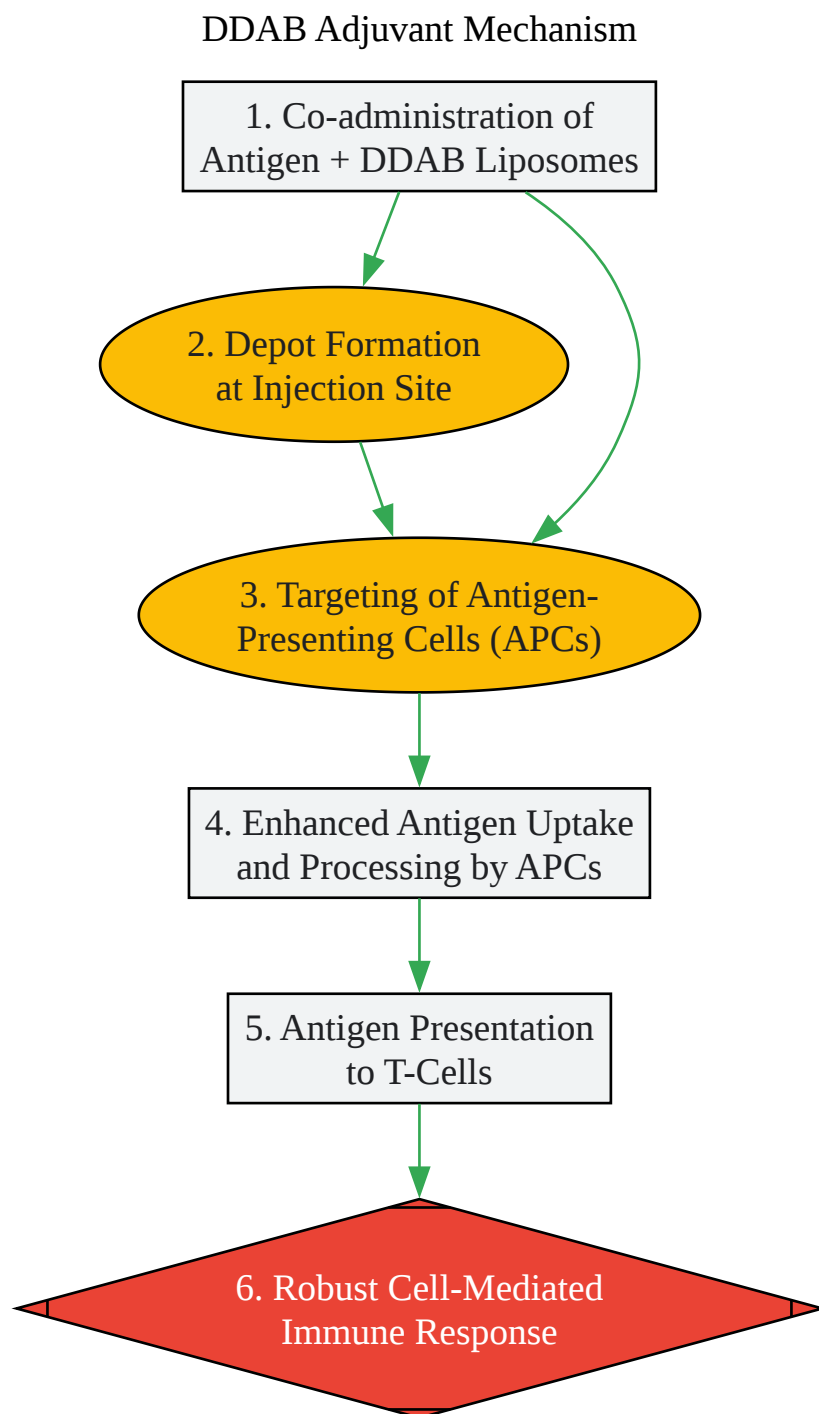 DDAB Adjuvant Mechanism
1. Co-administration of
Antigen + DDAB Liposomes
2. Depot Formation
at Injection Site
3. Targeting of Antigen-
Presenting Cells (APCs)
4. Enhanced Antigen Uptake
and Processing by APCs
5. Antigen Presentation
to T-Cells
6. Robust Cell-Mediated
Immune Response